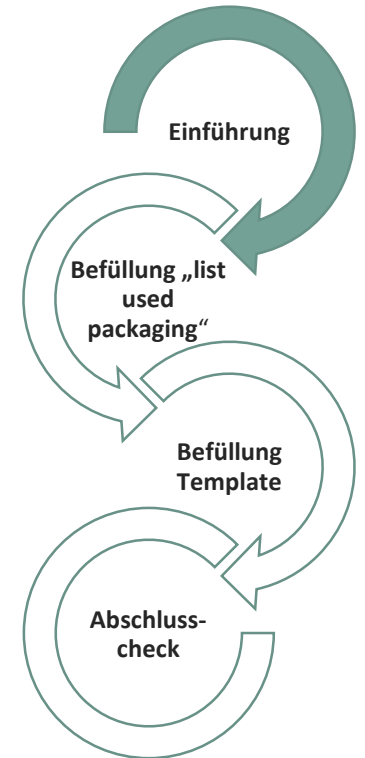 Einführung
Befüllung „list
used
packaging“
Befüllung
Template
Abschluss-
check